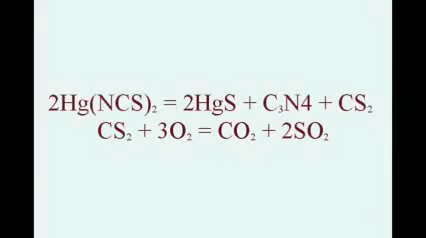 2Hg(NCS)₂ = 2HgS + C₃N4 + CS₂
CS₂ + 3O₂ = CO₂ + 2SO₂